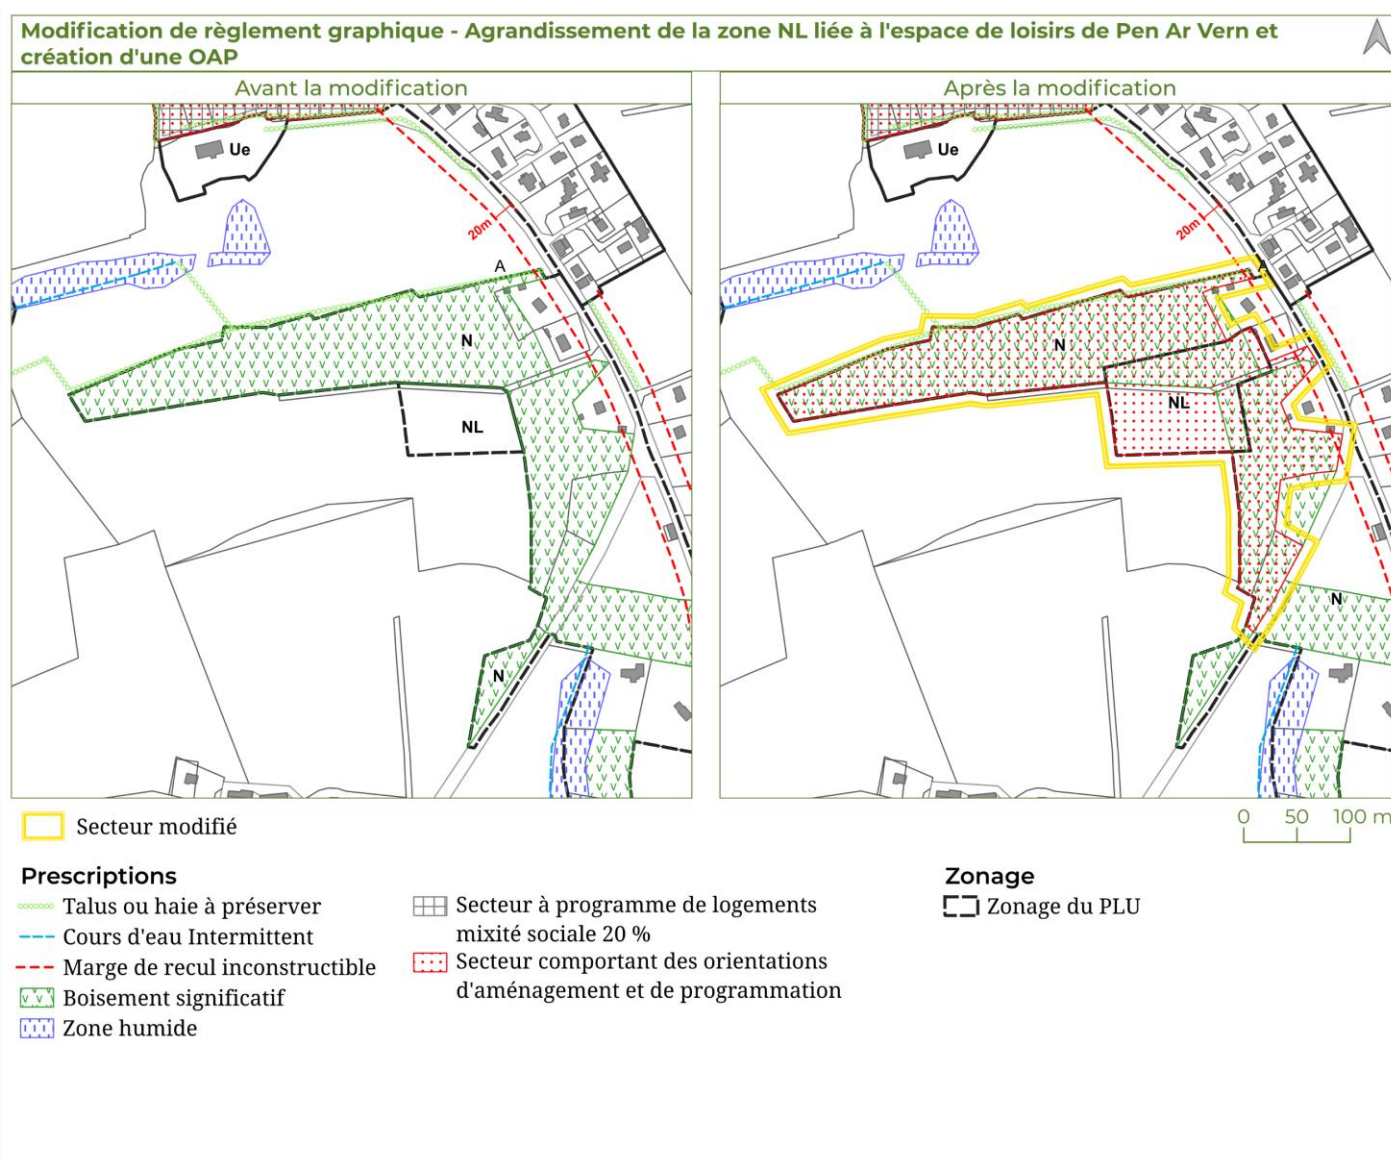 Modification de règlement graphique - Agrandissement de la zone NL liée à l'espace de loisirs de Pen Ar Vern et
création d'une OAP
Avant la modification
Après la modification
Ue
20m
A
N
NL
N
Ue
20m
A
N
NL
N
Secteur modifié
0 50 100 m
Prescriptions
Talus ou haie à préserver
Cours d'eau Intermittent
Marge de recul inconstructible
Boisement significatif
Zone humide
Secteur à programme de logements
mixité sociale 20 %
Secteur comportant des orientations
d'aménagement et de programmation
Zonage
Zonage du PLU